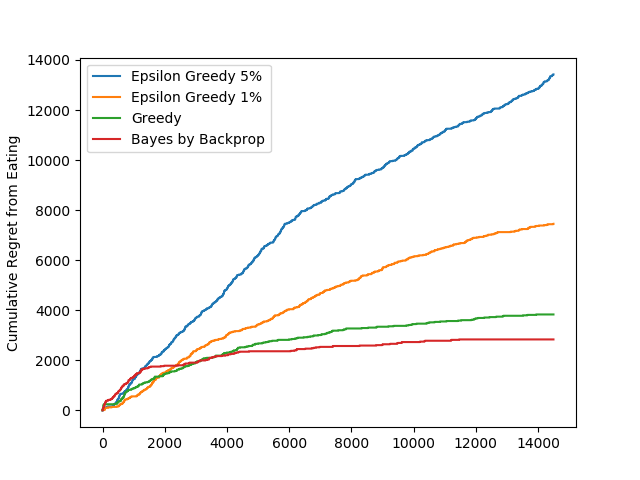 14000
12000
10000
8000
6000
4000
2000
0
Cumulative Regret from Eating
Epsilon Greedy 5%
Epsilon Greedy 1%
Greedy
Bayes by Backprop
0 2000 4000 6000 8000 10000 12000 14000